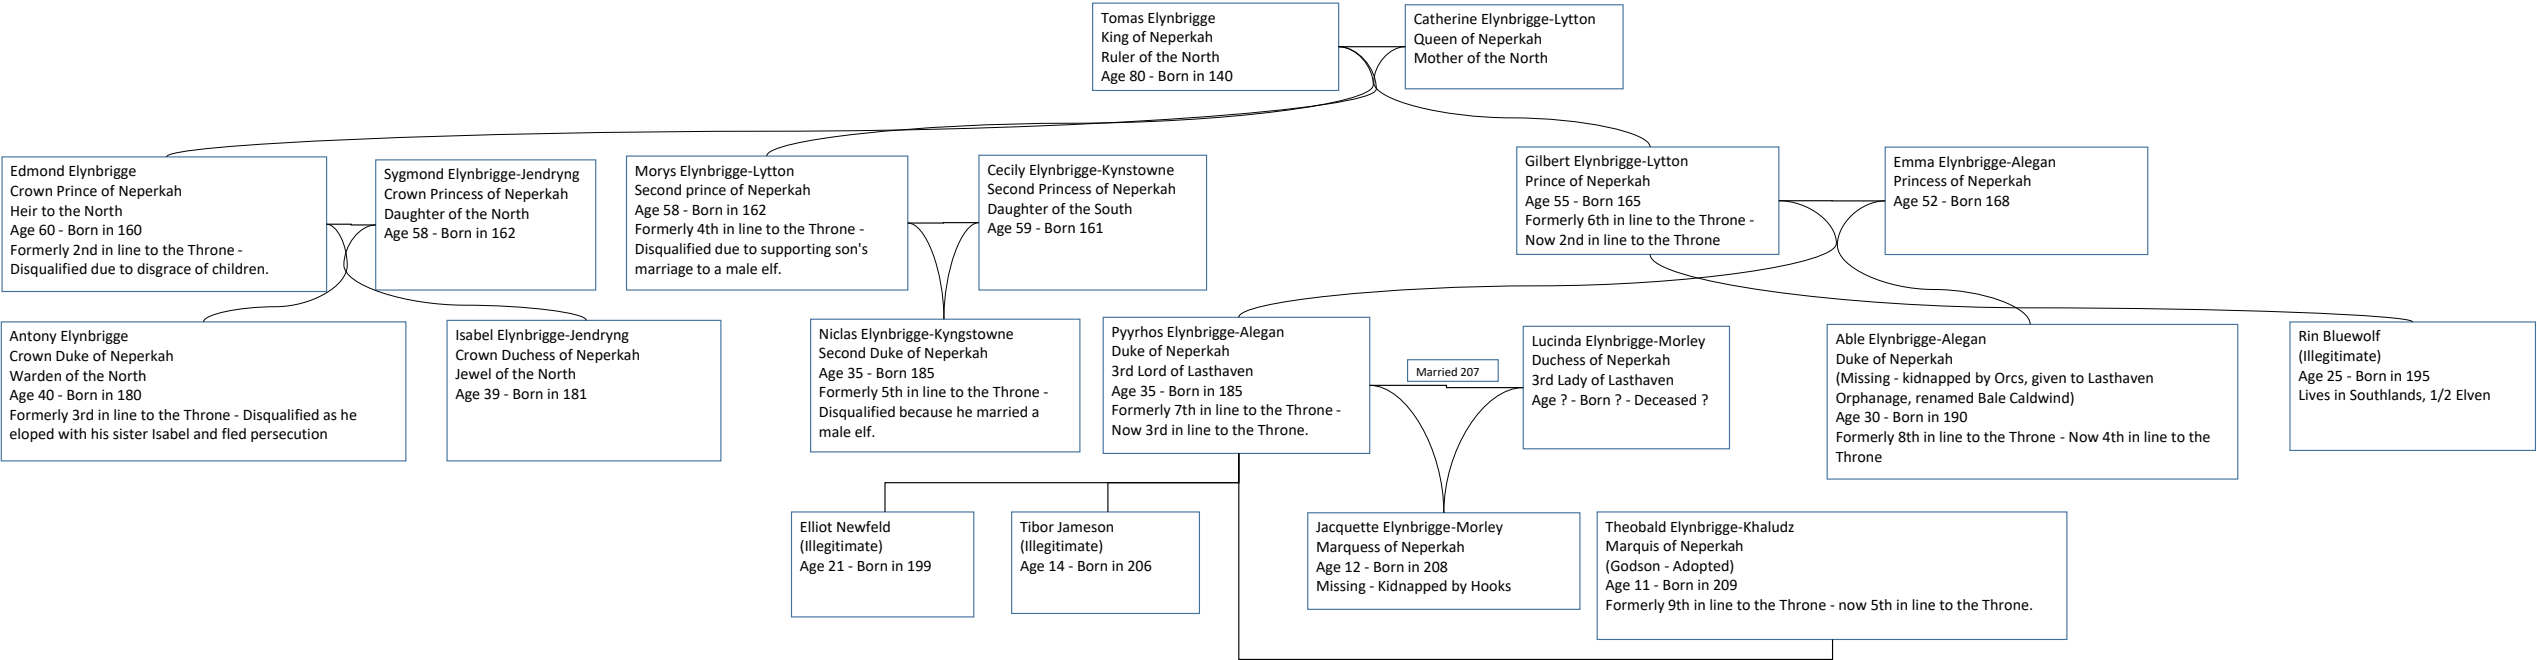 Tomas Elynbrigge
King of Neperkah
Ruler of the North
Age 80 - Born in 140
Catherine Elynbrigge-Lytton
Queen of Neperkah
Mother of the North
Edmond Elynbrigge
Crown Prince of Neperkah
Heir to the North
Age 60 - Born in 160
Formerly 2nd in line to the Throne -
Disqualified due to disgrace of children.
Sygmond Elynbrigge-Jendryng
Crown Princess of Neperkah
Daughter of the North
Age 58 - Born in 162
Morys Elynbrigge-Lytton
Second prince of Neperkah
Age 58 - Born in 162
Formerly 4th in line to the Throne -
Disqualified due to supporting son's
marriage to a male elf.
Cecily Elynbrigge-Kynstowne
Second Princess of Neperkah
Daughter of the South
Age 59 - Born 161
Gilbert Elynbrigge-Lytton
Prince of Neperkah
Age 55 - Born 165
Formerly 6th in line to the Throne -
Now 2nd in line to the Throne
Emma Elynbrigge-Alegan
Princess of Neperkah
Age 52 - Born 168
Antony Elynbrigge
Crown Duke of Neperkah
Warden of the North
Age 40 - Born in 180
Formerly 3rd in line to the Throne - Disqualified as he
eloped with his sister Isabel and fled persecution
Isabel Elynbrigge-Jendryng
Crown Duchess of Neperkah
Jewel of the North
Age 39 - Born in 181
Niclas Elynbrigge-Kyngstowne
Second Duke of Neperkah
Age 35 - Born 185
Formerly 5th in line to the Throne -
Disqualified because he married a
male elf.
Pyyrhos Elynbrigge-Alegan
Duke of Neperkah
3rd Lord of Lasthaven
Age 35 - Born in 185
Formerly 7th in line to the Throne -
Now 3rd in line to the Throne.
Married 207
Lucinda Elynbrigge-Morley
Duchess of Neperkah
3rd Lady of Lasthaven
Age ? - Born ? - Deceased ?
Able Elynbrigge-Alegan
Duke of Neperkah
(Missing - kidnapped by Orcs, given to Lasthaven
Orphanage, renamed Bale Caldwind)
Age 30 - Born in 190
Formerly 8th in line to the Throne - Now 4th in line to the
Throne
Rin Bluewolf
(Illegitimate)
Age 25 - Born in 195
Lives in Southlands, 1/2 Elven
Elliot Newfeld
(Illegitimate)
Age 21 - Born in 199
Tibor Jameson
(Illegitimate)
Age 14 - Born in 206
Jacquette Elynbrigge-Morley
Marquess of Neperkah
Age 12 - Born in 208
Missing - Kidnapped by Hooks
Theobald Elynbrigge-Khaludz
Marquis of Neperkah
(Godson - Adopted)
Age 11 - Born in 209
Formerly 9th in line to the Throne - now 5th in line to the Throne.